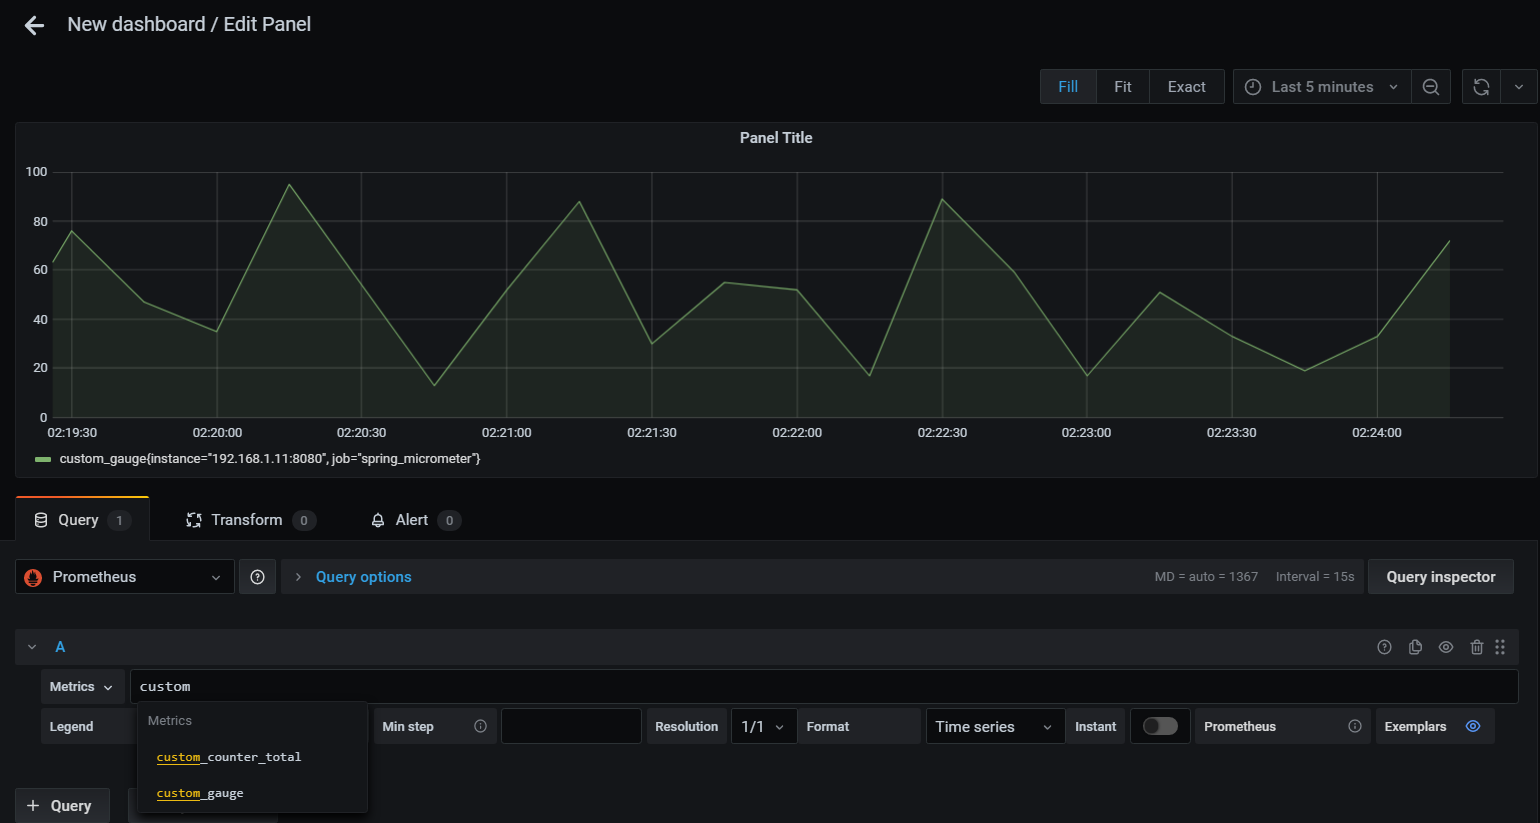 New dashboard / Edit Panel
Fill Fit Exact Last 5 minutes
Panel Title
100
80
60
40
20
0
02:19:30 02:20:00 02:20:30 02:21:00 02:21:30 02:22:00 02:22:30 02:23:00 02:23:30 02:24:00
custom_gauge{instance="192.168.1.11:8080", job="spring_micrometer"}
Query 1 Transform 0 Alert 0
Prometheus Query options MD = auto = 1367 Interval = 15s Query inspector
A
Metrics custom
Legend Min step Resolution 1/1 Format Time series Instant Prometheus Exemplars
Metrics
custom_counter_total
custom_gauge
+ Query